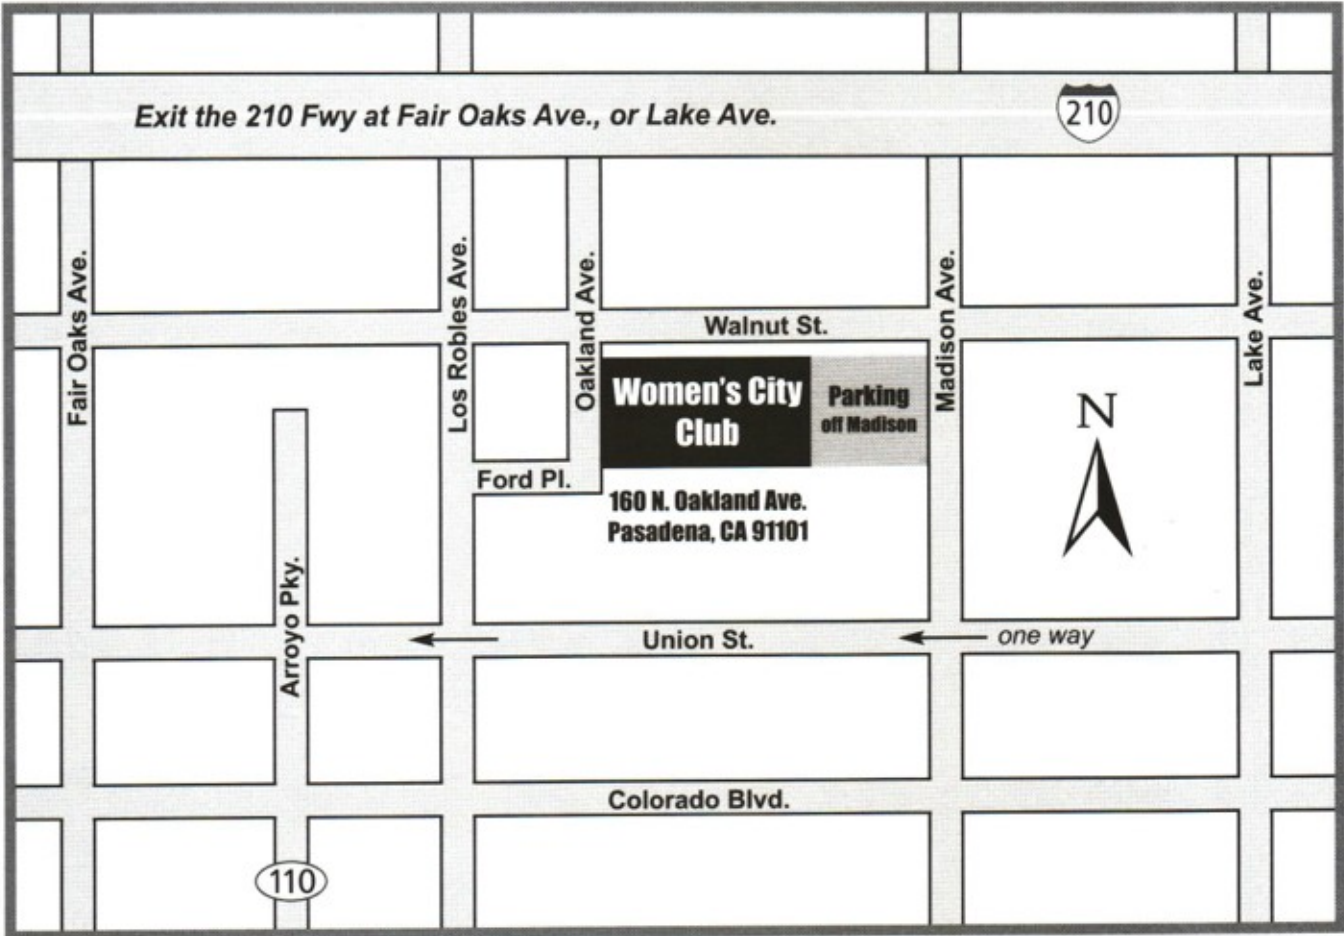 Exit the 210 Fwy at Fair Oaks Ave., or Lake Ave.
210
Fair Oaks Ave.
Los Robles Ave.
Oakland Ave.
Walnut St.
Madison Ave.
Lake Ave.
Women's City
Club
Parking
off Madison
N
Ford Pl.
160 N. Oakland Ave.
Pasadena, CA 91101
Arroyo Pky.
Union St.
one way
Colorado Blvd.
110